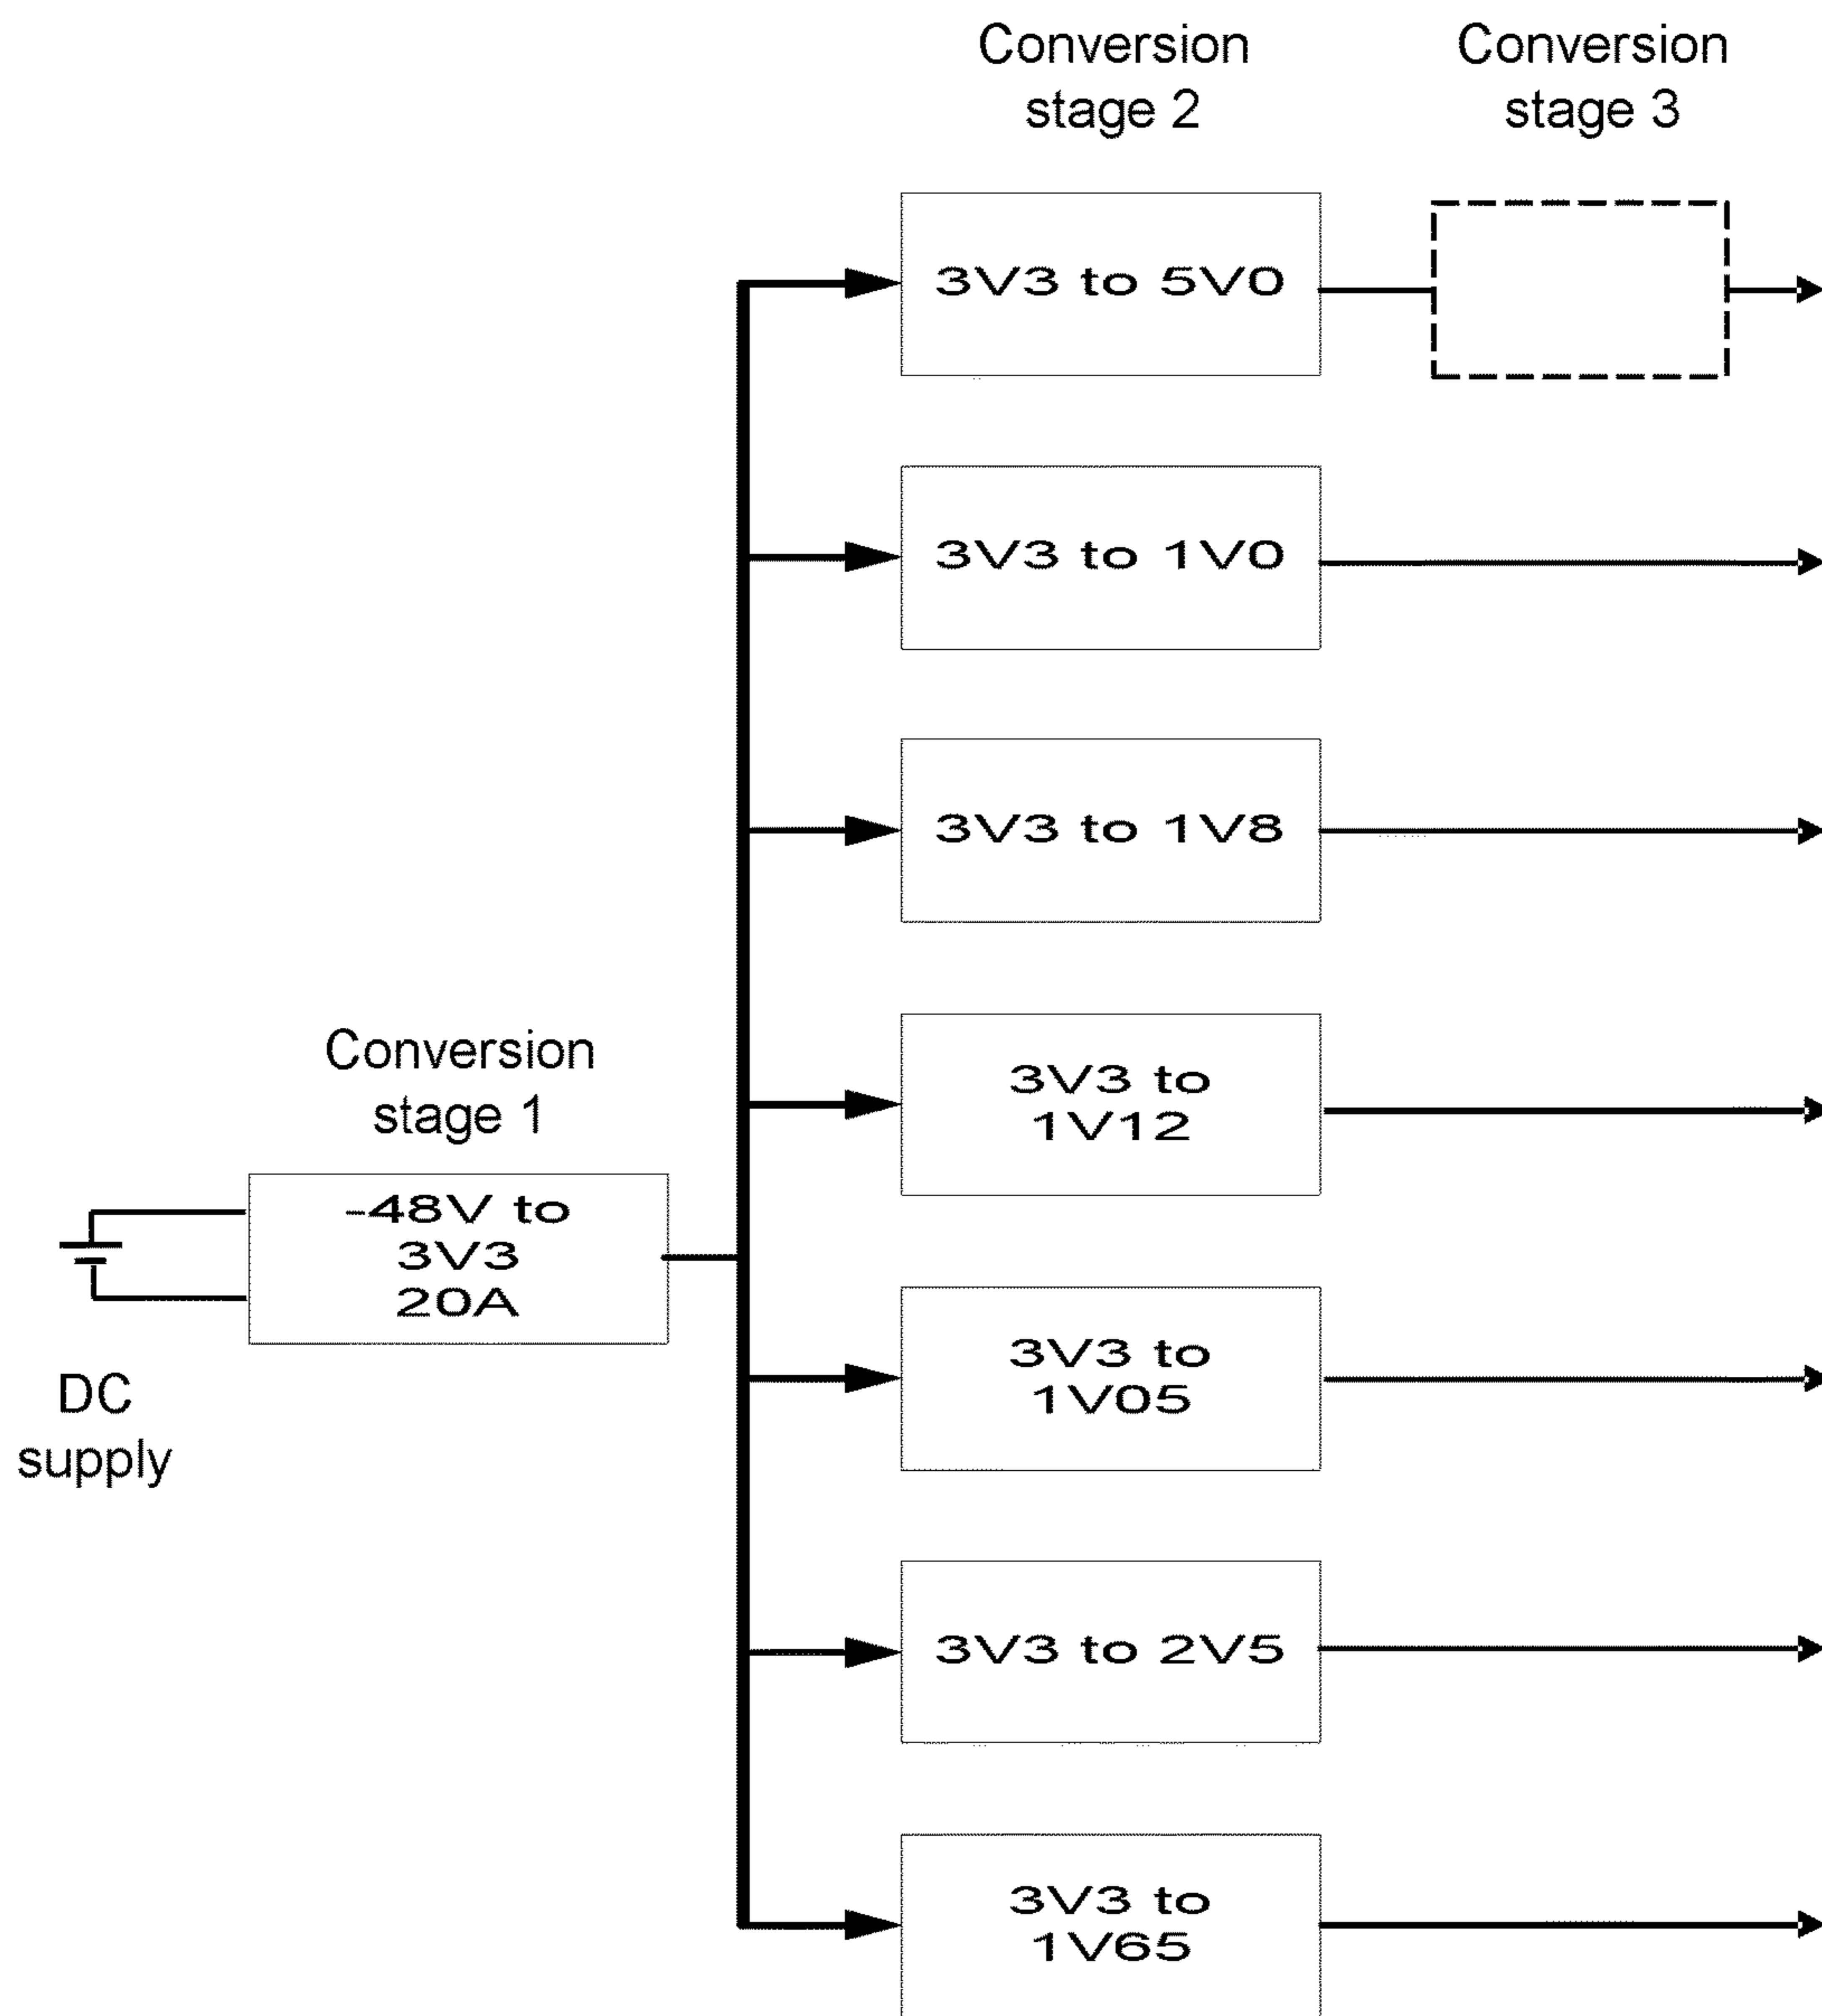 Conversion
stage 2
Conversion
stage 3
3V3 to 5V0
3V3 to 1V0
3V3 to 1V8
3V3 to
1V12
Conversion
stage 1
-48V to
3V3
20A
DC
supply
3V3 to
1V05
3V3 to 2V5
3V3 to
1V65